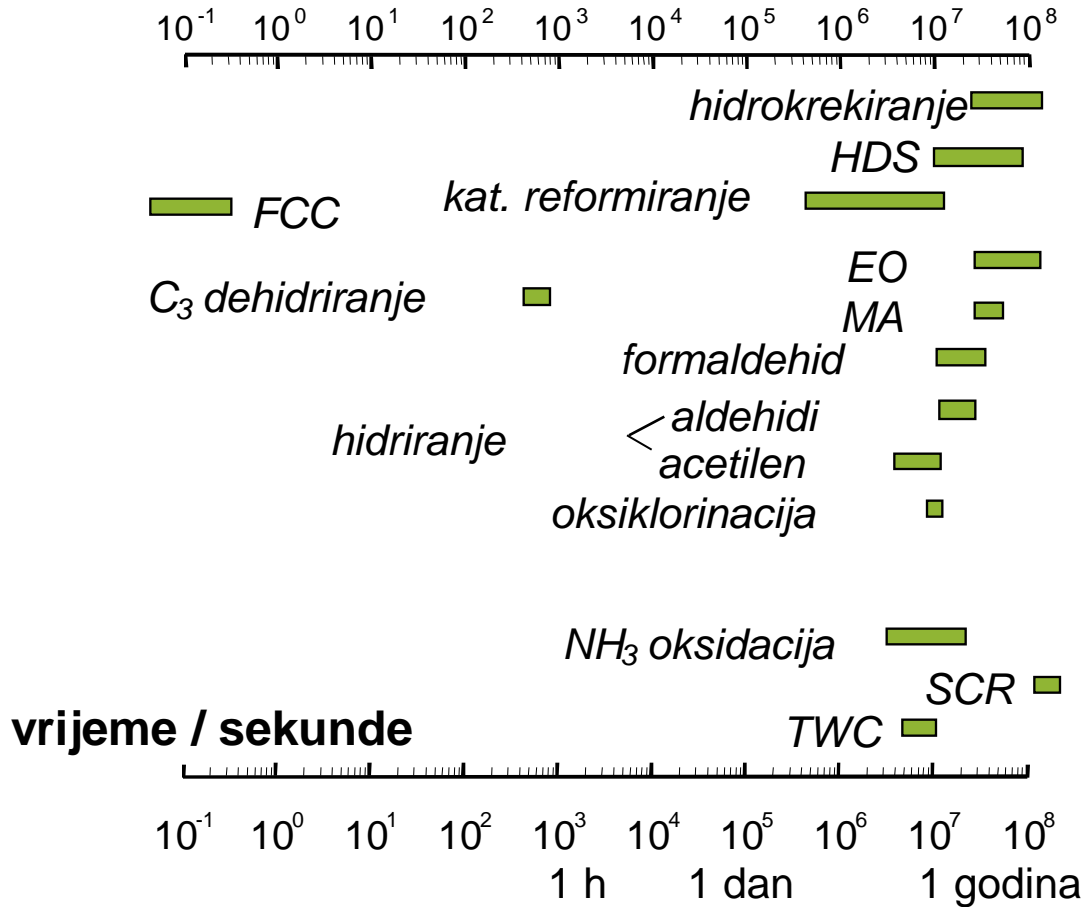 10⁻¹ 10⁰ 10¹ 10² 10³ 10⁴ 10⁵ 10⁶ 10⁷ 10⁸
hidrokrekiranje
HDS
kat. reformiranje
FCC
EO
C₃ dehidriranje
MA
formaldehid
aldehidi
hidriranje
acetilen
oksiklorinacija
NH₃ oksidacija
SCR
vrijeme / sekunde TWC
10⁻¹ 10⁰ 10¹ 10² 10³ 10⁴ 10⁵ 10⁶ 10⁷ 10⁸
1 h 1 dan 1 godina